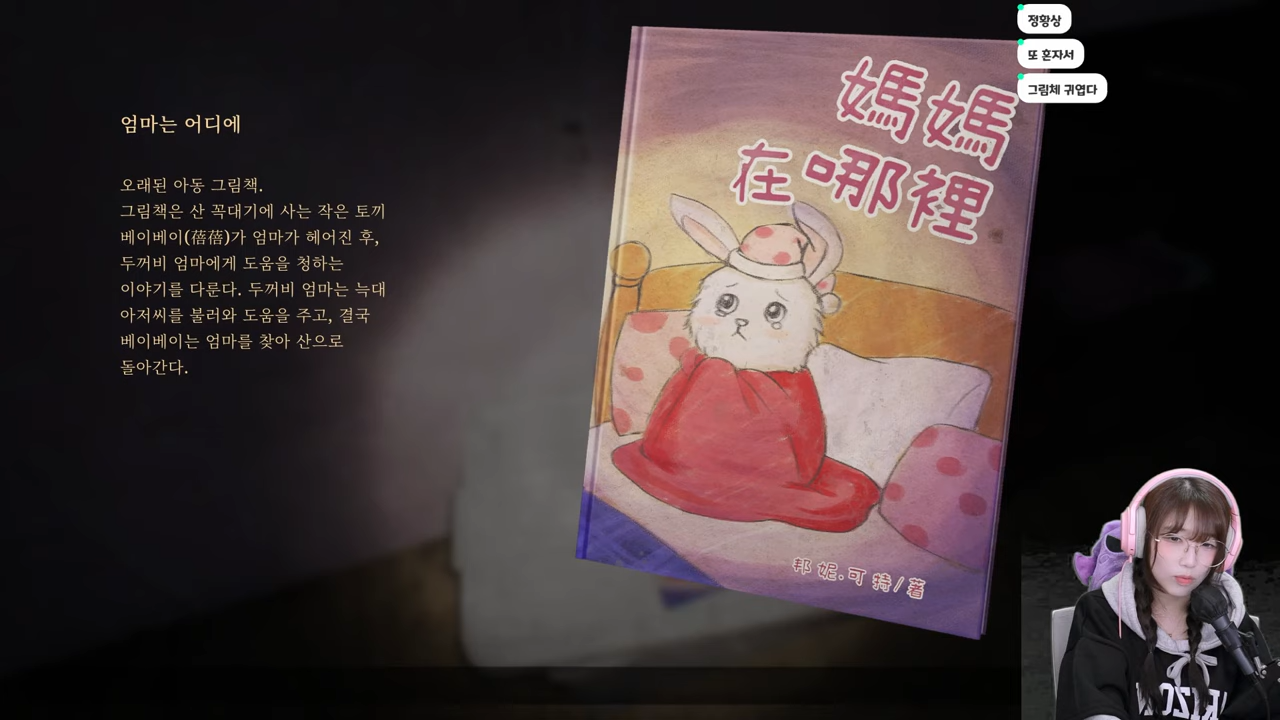 엄마는 어디에
오래된 아동 그림책.
그림책은 산 꼭대기에 사는 작은 토끼
베이베이(蓓蓓)가 엄마가 헤어진 후,
두꺼비 엄마에게 도움을 청하는
이야기를 다룬다. 두꺼비 엄마는 늑대
아저씨를 불러와 도움을 주고, 결국
베이베이는 엄마를 찾아 산으로
돌아간다.
媽媽
在哪裡
邦妮.可特/著
정황상
또 혼자서
그림체 귀엽다